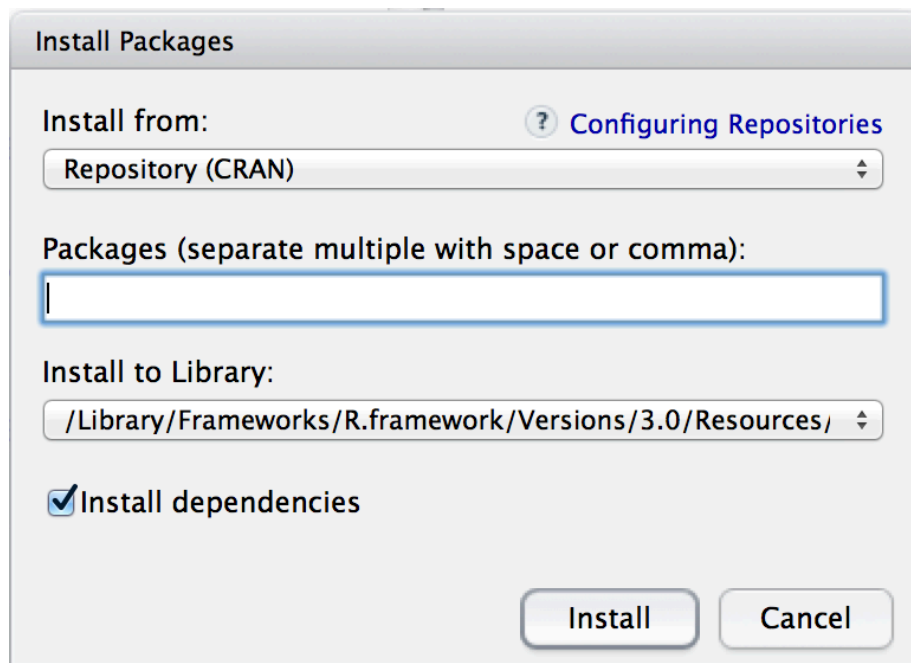 Install Packages
Install from:
? Configuring Repositories
Repository (CRAN)
Packages (separate multiple with space or comma):
Install to Library:
/Library/Frameworks/R.framework/Versions/3.0/Resources/
Install dependencies
Install
Cancel